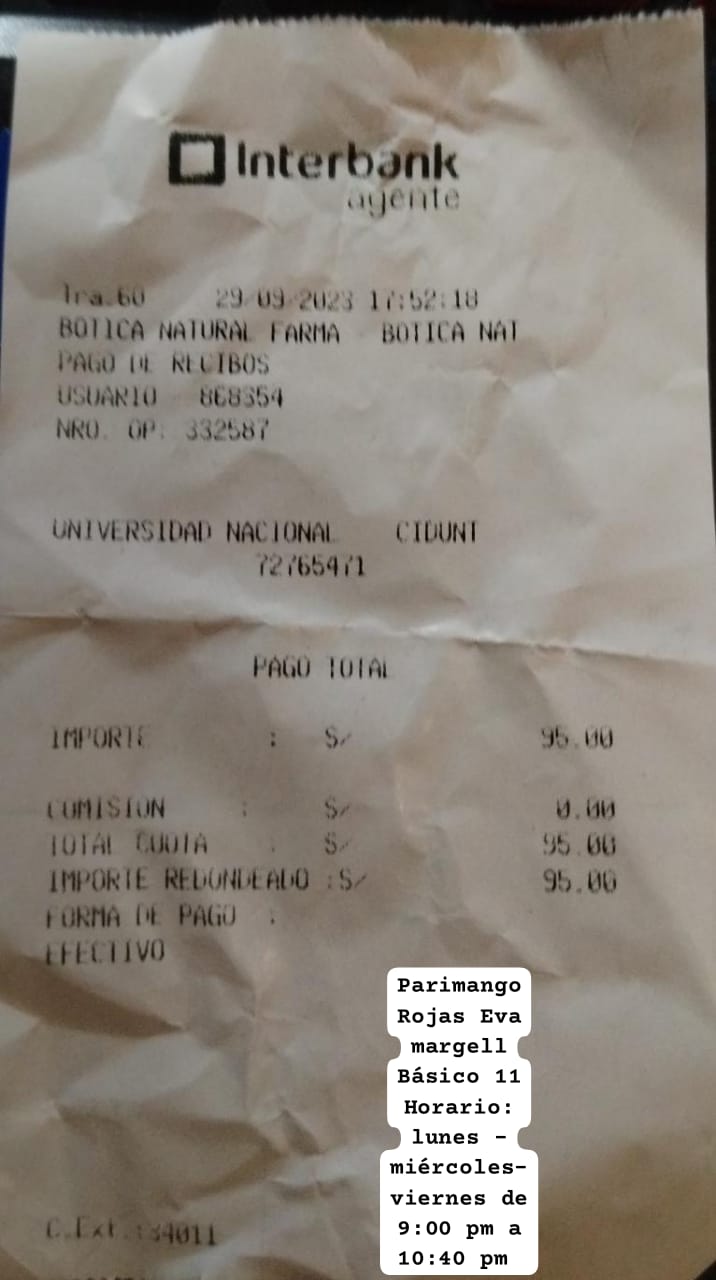 Interbank
agente
Tra.60 29/09/2023 17:52:18
BOTICA NATURAL FARMA - BOTICA NAT
PAGO DE RECIBOS
USUARIO : 868354
NRO. OP: 332587
UNIVERSIDAD NACIONAL CIDUNT
72765471
PAGO TOTAL
IMPORTE : S/ 95.00
COMISION : S/ 0.00
TOTAL CUOTA : S/ 95.00
IMPORTE REDONDEADO :S/ 95.00
FORMA DE PAGO :
EFECTIVO
Parimango
Rojas Eva
margell
Básico 11
Horario:
lunes -
miércoles-
viernes de
9:00 pm a
10:40 pm
C.Ext.:34011